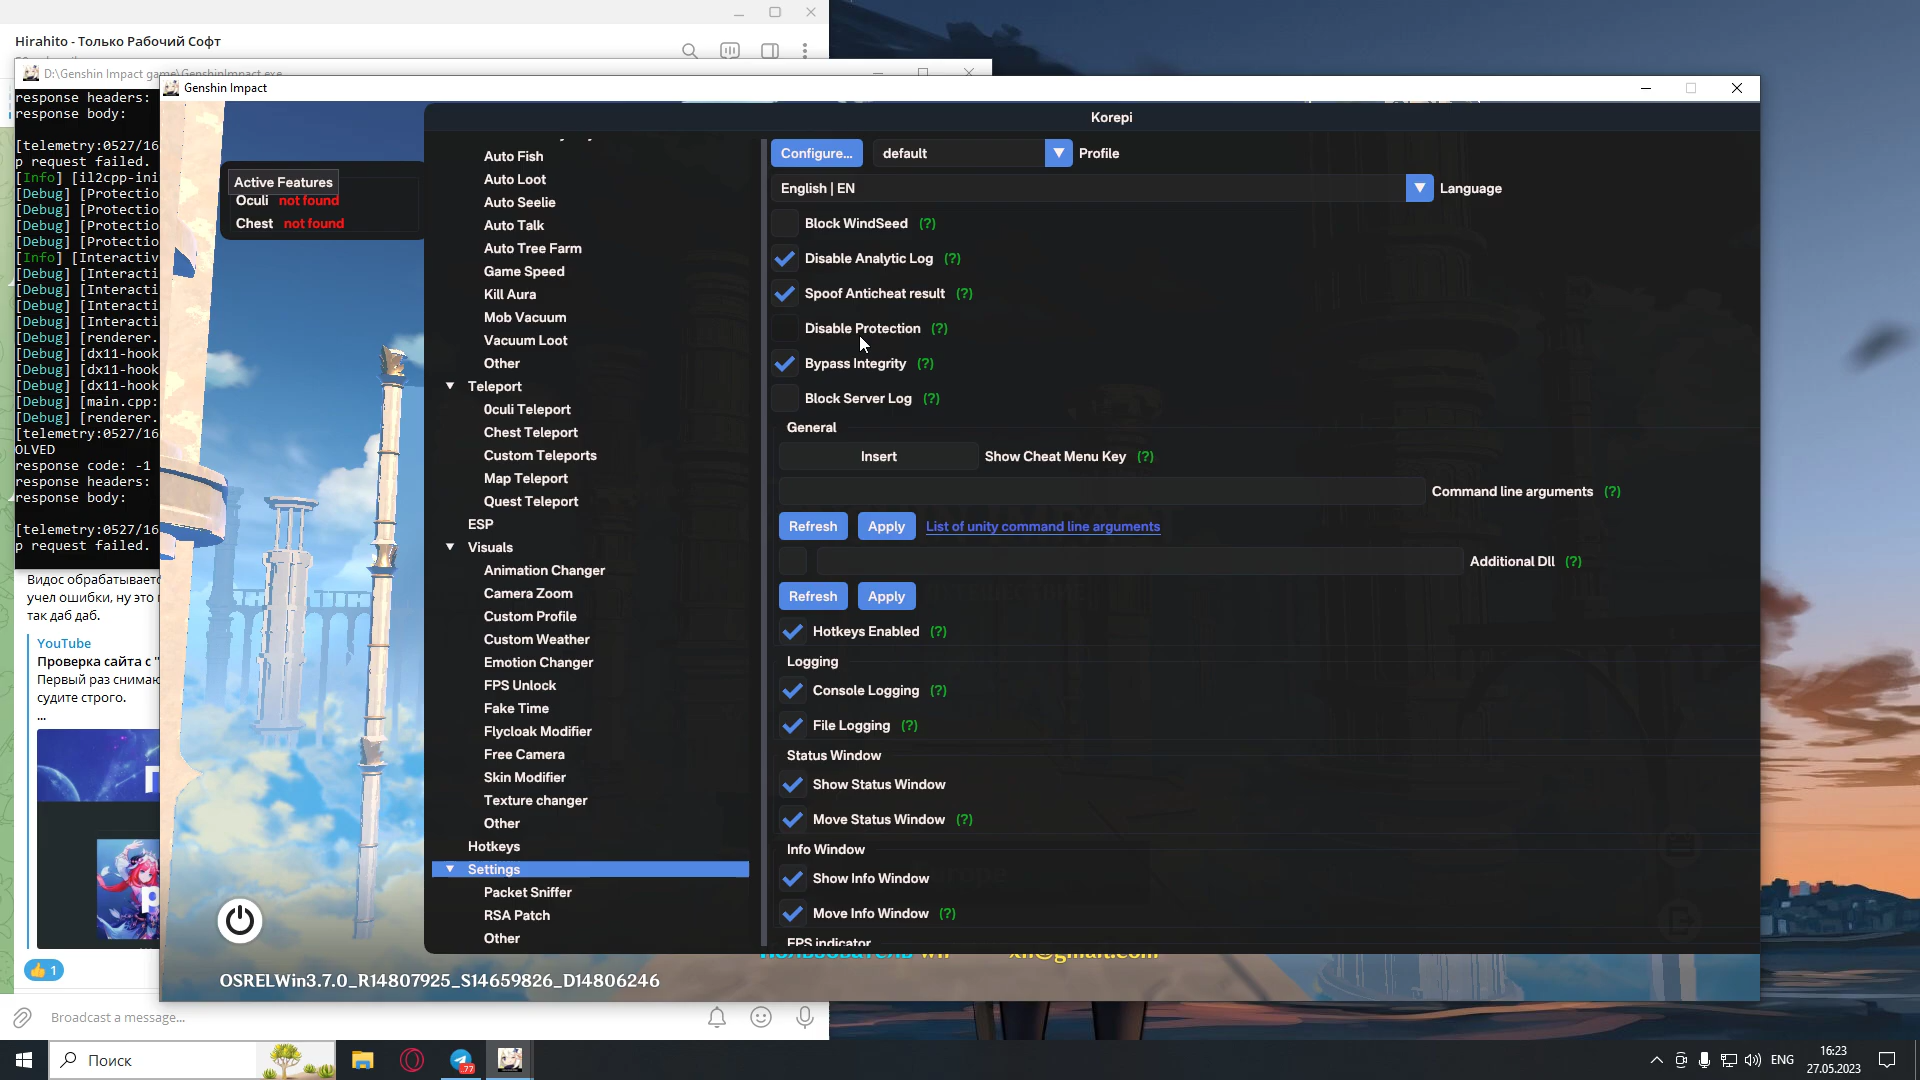 Hirahito - Только Рабочий Софт
D:\Genshin Impact game\GenshinImpact.exe
Genshin Impact
Korepi
response headers:
response body:
[telemetry:0527/16
p request failed.
[Info] [il2cpp-ini
[Debug] [Protectio
[Debug] [Protectio
[Debug] [Protectio
[Debug] [Protectio
[Info] [Interactiv
[Debug] [Interacti
[Debug] [Interacti
[Debug] [Interacti
[Debug] [Interacti
[Debug] [renderer.
[Debug] [dx11-hook
[Debug] [dx11-hook
[Debug] [dx11-hook
[Debug] [main.cpp:
[Debug] [renderer.
[telemetry:0527/16
OLVED
response code: -1
response headers:
response body:
[telemetry:0527/16
p request failed.
Active Features
Oculi not found
Chest not found
Auto Fish
Auto Loot
Auto Seelie
Auto Talk
Auto Tree Farm
Game Speed
Kill Aura
Mob Vacuum
Vacuum Loot
Other
Teleport
Oculi Teleport
Chest Teleport
Custom Teleports
Map Teleport
Quest Teleport
ESP
Visuals
Animation Changer
Camera Zoom
Custom Profile
Custom Weather
Emotion Changer
FPS Unlock
Fake Time
Flycloak Modifier
Free Camera
Skin Modifier
Texture changer
Other
Hotkeys
Settings
Packet Sniffer
RSA Patch
Other
Configure... default Profile
English | EN Language
Block WindSeed (?)
Disable Analytic Log (?)
Spoof Anticheat result (?)
Disable Protection (?)
Bypass Integrity (?)
Block Server Log (?)
General
Insert Show Cheat Menu Key (?)
Command line arguments (?)
Refresh Apply List of unity command line arguments
Additional Dll (?)
Refresh Apply
Hotkeys Enabled (?)
Logging
Console Logging (?)
File Logging (?)
Status Window
Show Status Window
Move Status Window (?)
Info Window
Show Info Window
Move Info Window (?)
FPS indicator
Видос обрабатывает
учел ошибки, ну это
так даб даб.
YouTube
Проверка сайта с "
Первый раз снимаю
судите строго.
...
👍 1
OSRELWin3.7.0_R14807925_S14659826_D14806246
Broadcast a message...
Поиск
77
ENG
16:23
27.05.2023